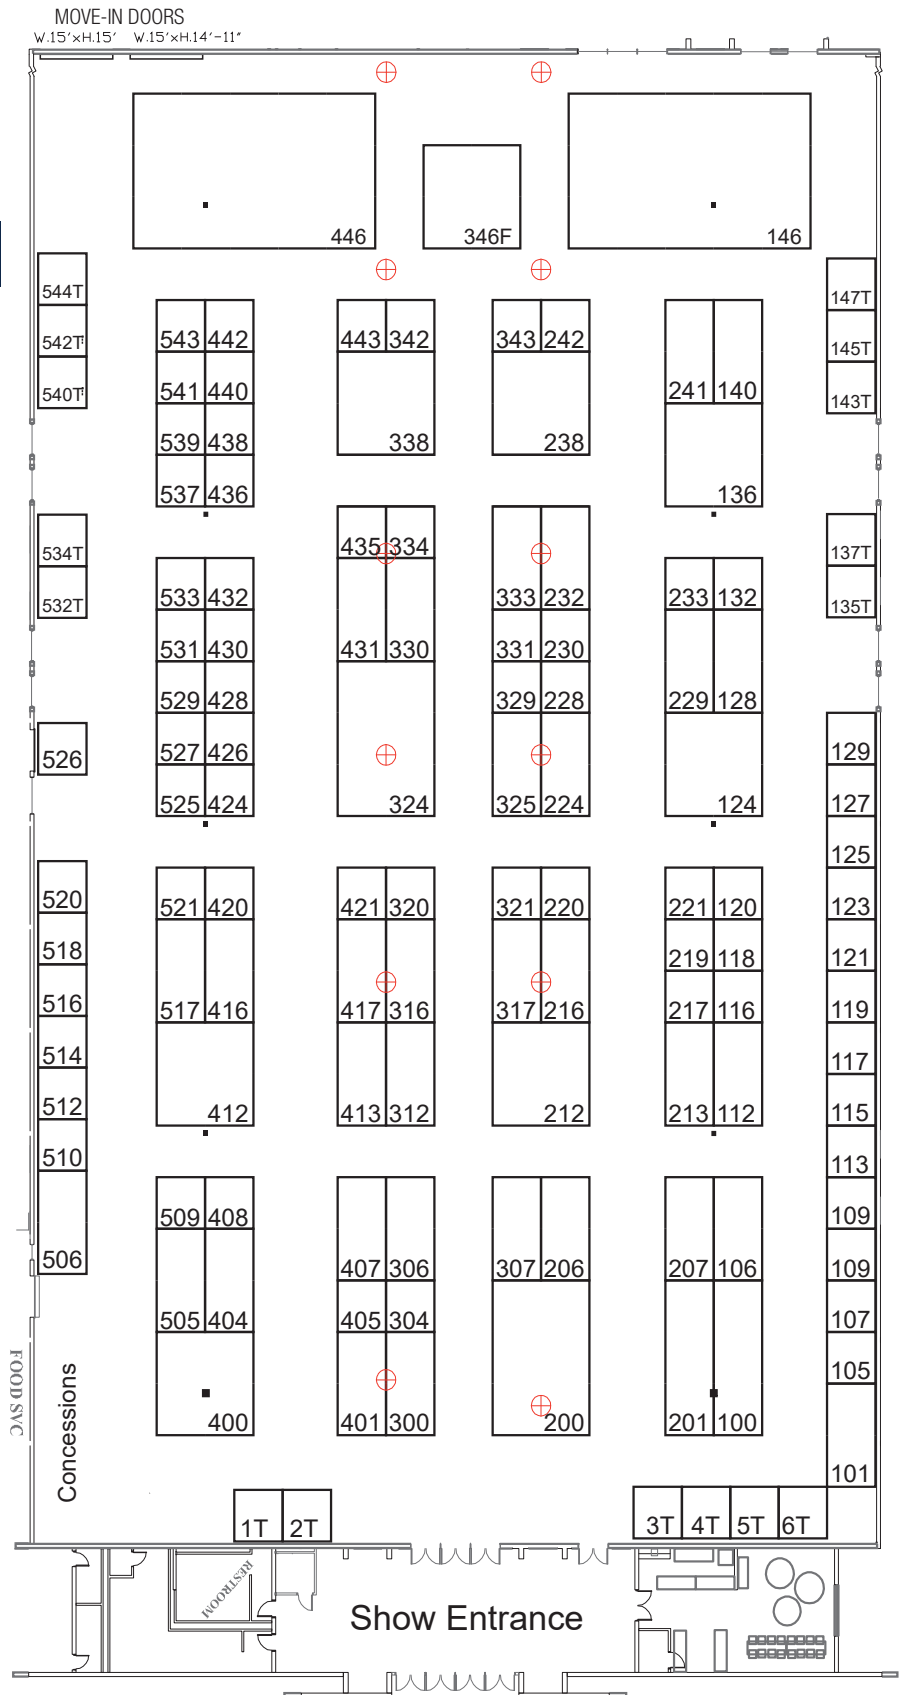 MOVE-IN DOORS
W.15'×H.15' W.15'×H.14'-11"
446 346F 146
544T 147T
543 442 443 342 343 242
542T 145T
541 440 241 140
540T 143T
539 438 338 238
537 436 136
435 334
534T 137T
533 432 333 232 233 132
532T 135T
531 430 431 330 331 230
529 428 329 228 229 128
526 527 426 129
525 424 324 325 224 124 127
125
520 521 420 421 320 321 220 221 120 123
518 219 118 121
516 517 416 417 316 317 216 217 116 119
514 117
512 412 413 312 212 213 112 115
510 113
509 408 109
506 407 306 307 206 207 106 109
505 404 405 304 107
105
400 401 300 200 201 100
101
FOOD SVC
Concessions
1T 2T 3T 4T 5T 6T
RESTROOM
Show Entrance